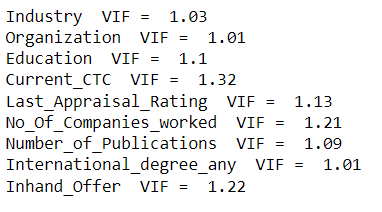 Industry  VIF =  1.03
Organization  VIF =  1.01
Education  VIF =  1.1
Current_CTC  VIF =  1.32
Last_Appraisal_Rating  VIF =  1.13
No_Of_Companies_worked  VIF =  1.21
Number_of_Publications  VIF =  1.09
International_degree_any  VIF =  1.01
Inhand_Offer  VIF =  1.22